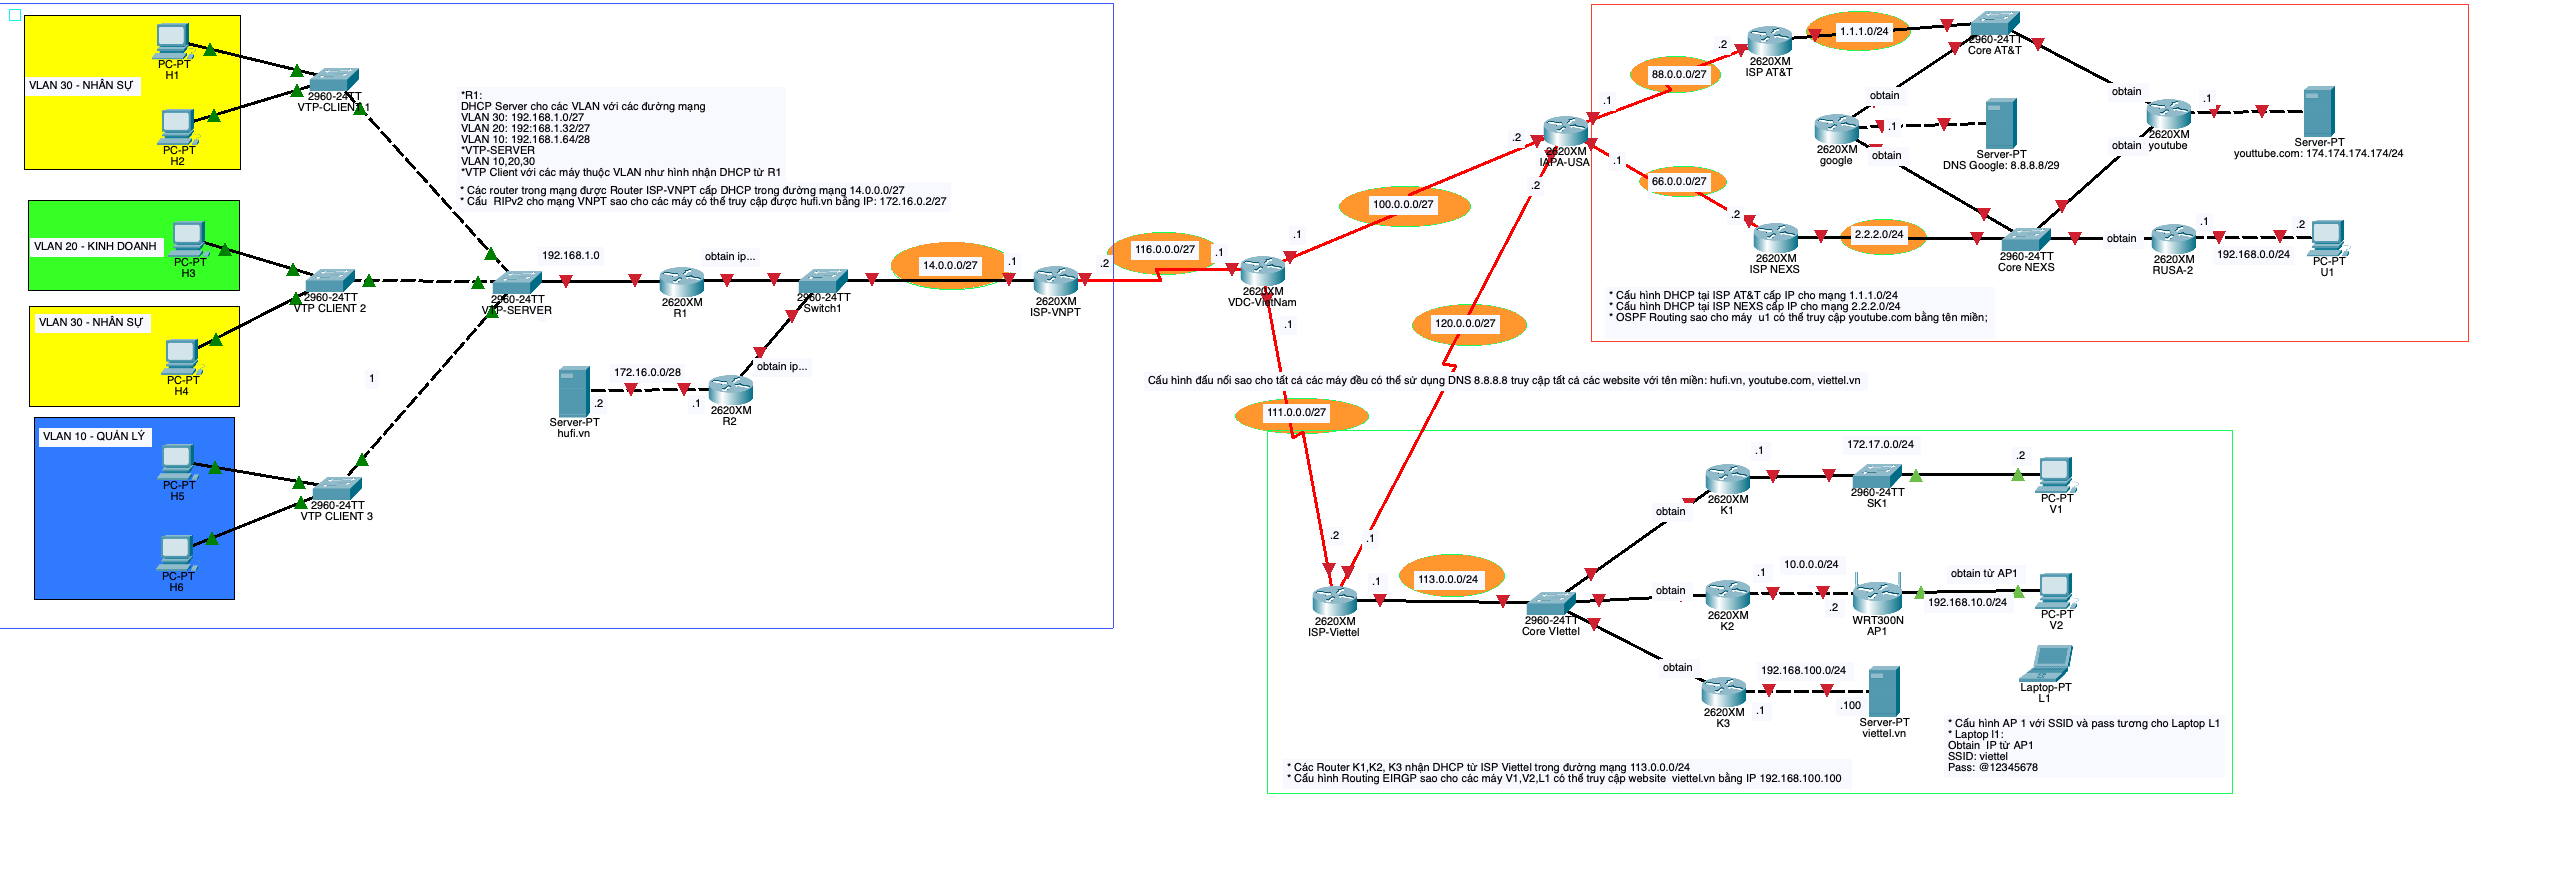 VLAN 30 - NHÂN SỰ
PC-PT
H1
PC-PT
H2
2960-24TT
VTP-CLIENT 1
VLAN 20 - KINH DOANH
PC-PT
H3
2960-24TT
VTP CLIENT 2
VLAN 30 - NHÂN SỰ
PC-PT
H4
VLAN 10 - QUẢN LÝ
PC-PT
H5
PC-PT
H6
2960-24TT
VTP CLIENT 3
1
*R1:
DHCP Server cho các VLAN với các đường mạng
VLAN 30: 192.168.1.0/27
VLAN 20: 192:168.1.32/27
VLAN 10: 192.168.1.64/28
*VTP-SERVER
VLAN 10,20,30
*VTP Client với các máy thuộc VLAN như hình nhận DHCP từ R1
* Các router trong mạng được Router ISP-VNPT cấp DHCP trong đường mạng 14.0.0.0/27
* Cấu RIPv2 cho mạng VNPT sao cho các máy có thể truy cập được hufi.vn bằng IP: 172.16.0.2/27
2960-24TT
VTP-SERVER
192.168.1.0
2620XM
R1
obtain ip...
2960-24TT
Switch1
14.0.0.0/27
.1
2620XM
ISP-VNPT
.2
116.0.0.0/27
.1
2620XM
VDC-VietNam
Server-PT
hufi.vn
.2
172.16.0.0/28
.1
2620XM
R2
obtain ip...
.1
100.0.0.0/27
.2
2620XM
IAPA-USA
.1
88.0.0.0/27
.2
2620XM
ISP AT&T
1.1.1.0/24
2960-24TT
Core AT&T
.1
66.0.0.0/27
.2
2620XM
ISP NEXS
2.2.2.0/24
2960-24TT
Core NEXS
obtain
2620XM
google
obtain
.1
Server-PT
DNS Google: 8.8.8.8/29
obtain
2620XM
youtube
obtain
.1
Server-PT
youttube.com: 174.174.174.174/24
obtain
2620XM
RUSA-2
.1
192.168.0.0/24
.2
PC-PT
U1
* Cấu hình DHCP tại ISP AT&T cấp IP cho mạng 1.1.1.0/24
* Cấu hình DHCP tại ISP NEXS cấp IP cho mạng 2.2.2.0/24
* OSPF Routing sao cho máy u1 có thể truy cập youtube.com bằng tên miền;
.2
120.0.0.0/27
.1
.1
111.0.0.0/27
.2
Cấu hình đấu nối sao cho tất cả các máy đều có thể sử dụng DNS 8.8.8.8 truy cập tất cả các website với tên miền: hufi.vn, youtube.com, viettel.vn
2620XM
ISP-Viettel
.1
113.0.0.0/24
2960-24TT
Core VIettel
obtain
2620XM
K1
.1
172.17.0.0/24
2960-24TT
SK1
.2
PC-PT
V1
obtain
2620XM
K2
.1
10.0.0.0/24
.2
WRT300N
AP1
obtain từ AP1
192.168.10.0/24
PC-PT
V2
Laptop-PT
L1
obtain
2620XM
K3
192.168.100.0/24
.1
.100
Server-PT
viettel.vn
* Cấu hình AP 1 với SSID và pass tương cho Laptop L1
* Laptop l1:
Obtain IP từ AP1
SSID: viettel
Pass: @12345678
* Các Router K1,K2, K3 nhận DHCP từ ISP Viettel trong đường mạng 113.0.0.0/24
* Cấu hình Routing EIRGP sao cho các máy V1,V2,L1 có thể truy cập website viettel.vn bằng IP 192.168.100.100